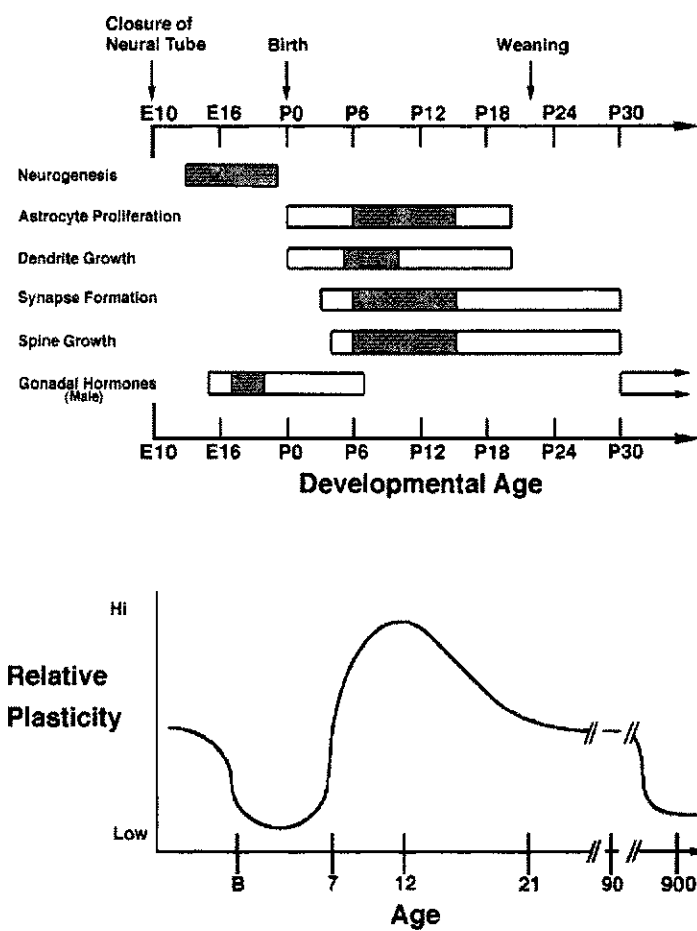 Closure of
Neural Tube
Birth
Weaning
E10 E16 P0 P6 P12 P18 P24 P30
Neurogenesis
Astrocyte Proliferation
Dendrite Growth
Synapse Formation
Spine Growth
Gonadal Hormones
(Male)
E10 E16 P0 P6 P12 P18 P24 P30
Developmental Age
Hi
Relative
Plasticity
Low
B 7 12 21 90 900
Age